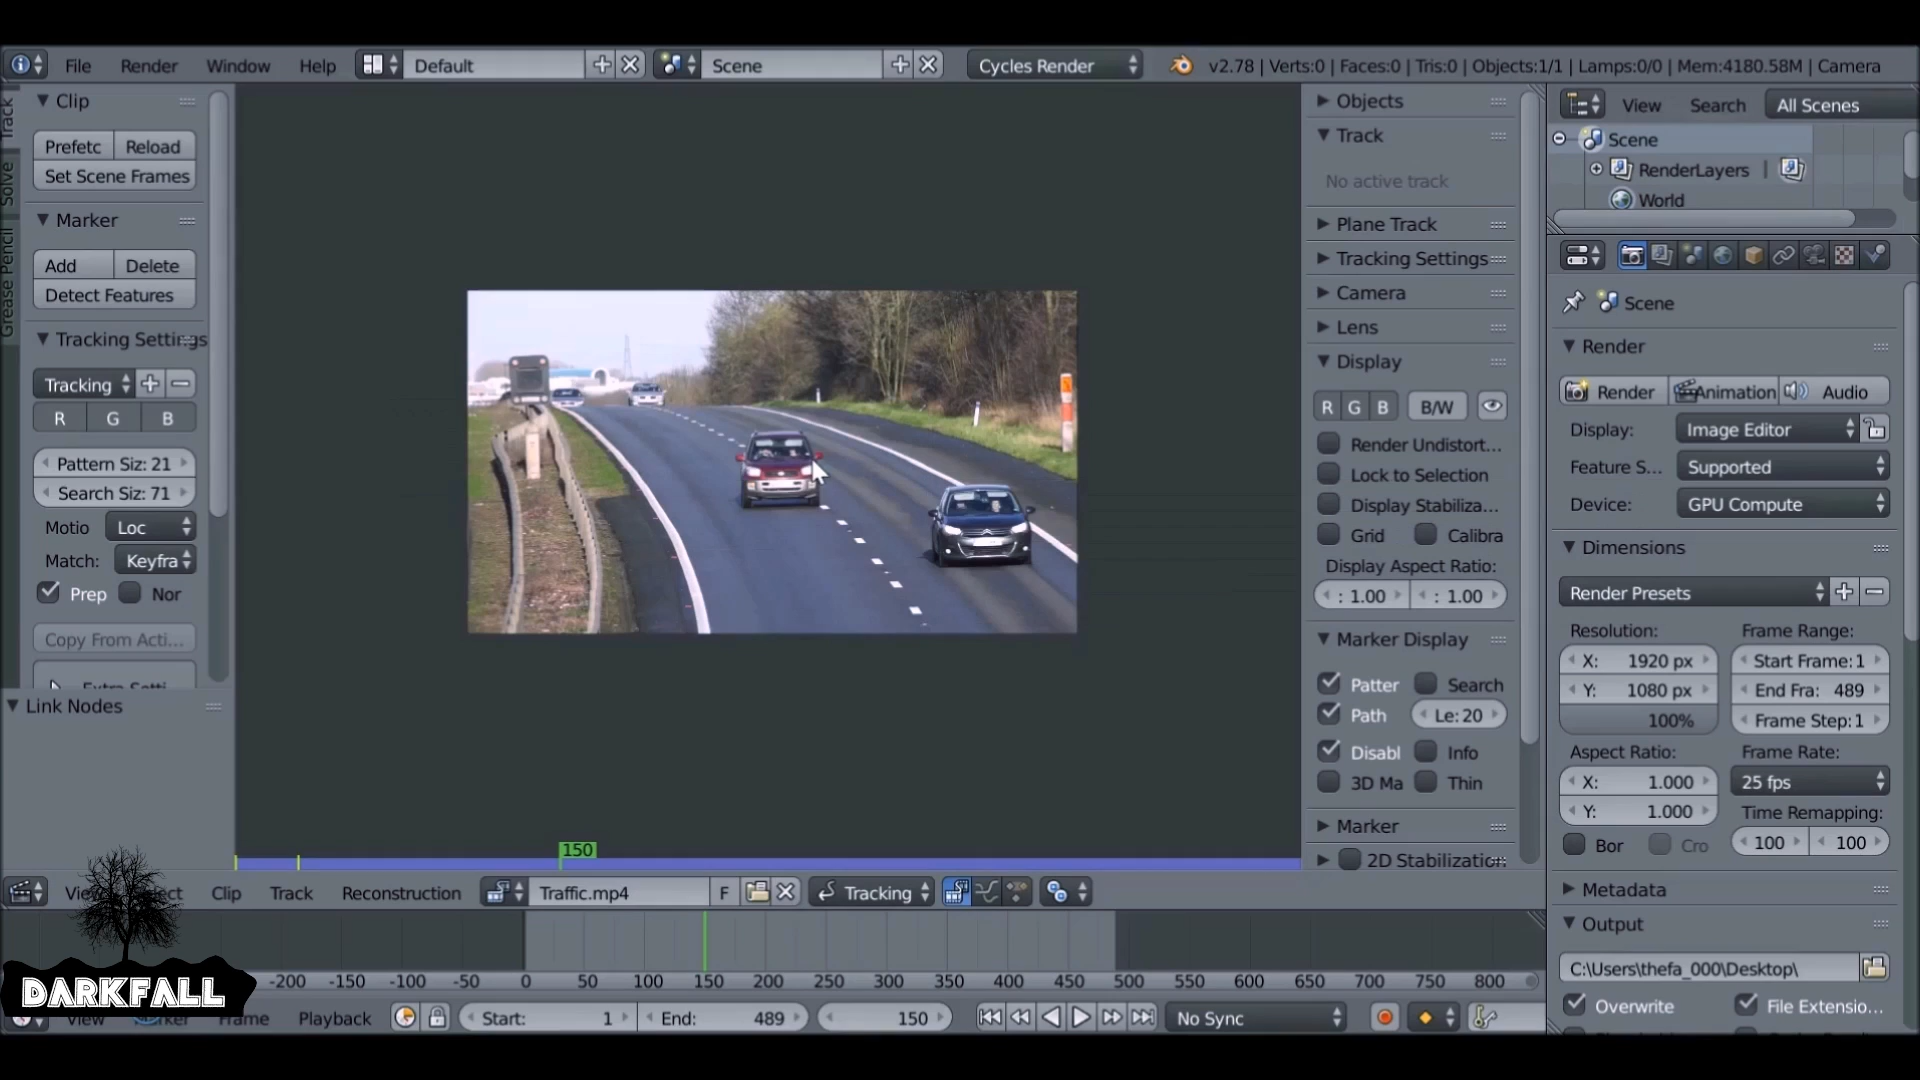 File Render Window Help Default Scene Cycles Render v2.78 | Verts:0 | Faces:0 | Tris:0 | Objects:1/1 | Lamps:0/0 | Mem:4180.58M | Camera
Track
Solve
Grease Pencil
Clip
Prefetc Reload
Set Scene Frames
Marker
Add Delete
Detect Features
Tracking Settings
Tracking
R G B
Pattern Siz: 21
Search Siz: 71
Motio Loc
Match: Keyfra
Prep Nor
Copy From Acti...
Link Nodes
150
Objects
Track
No active track
Plane Track
Tracking Settings
Camera
Lens
Display
R G B B/W
Render Undistort...
Lock to Selection
Display Stabiliza...
Grid Calibra
Display Aspect Ratio:
: 1.00 : 1.00
Marker Display
Patter Search
Path Le: 20
Disabl Info
3D Ma Thin
Marker
2D Stabilization
View Search All Scenes
Scene
RenderLayers
World
Scene
Render
Render Animation Audio
Display: Image Editor
Feature S... Supported
Device: GPU Compute
Dimensions
Render Presets
Resolution: Frame Range:
X: 1920 px Start Frame: 1
Y: 1080 px End Fra: 489
100% Frame Step: 1
Aspect Ratio: Frame Rate:
X: 1.000 25 fps
Y: 1.000 Time Remapping:
Bor Cro 100 100
Metadata
Output
C:\Users\thefa_000\Desktop\
Overwrite File Extensio...
Clip Track Reconstruction Traffic.mp4 F Tracking
-200 -150 -100 -50 0 50 100 150 200 250 300 350 400 450 500 550 600 650 700 750 800
DARKFALL
View Marker Frame Playback Start: 1 End: 489 150 No Sync